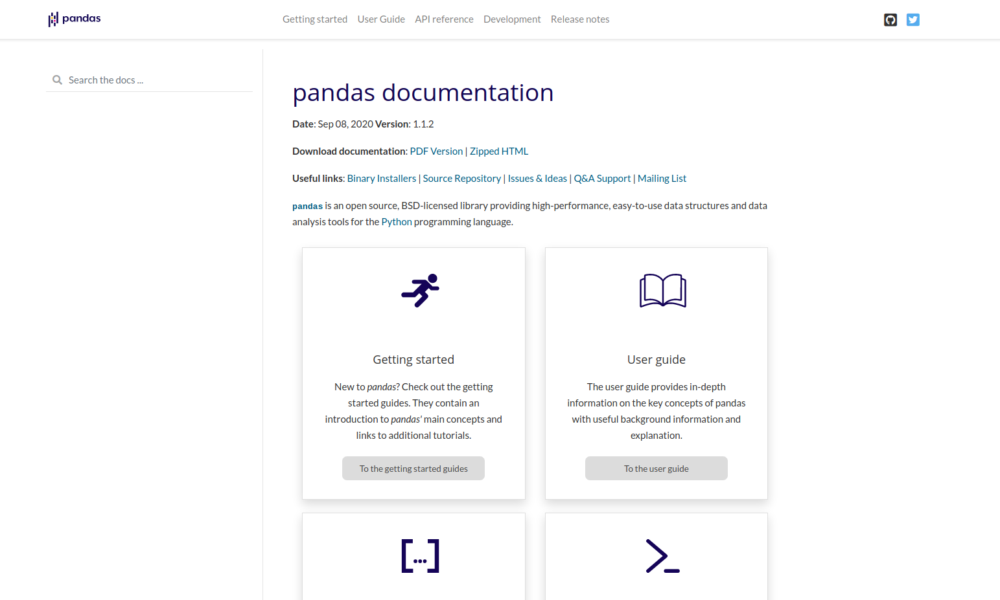 pandas
Getting started User Guide API reference Development Release notes
Search the docs ...
pandas documentation
Date: Sep 08, 2020 Version: 1.1.2
Download documentation: PDF Version | Zipped HTML
Useful links: Binary Installers | Source Repository | Issues & Ideas | Q&A Support | Mailing List
pandas is an open source, BSD-licensed library providing high-performance, easy-to-use data structures and data
analysis tools for the Python programming language.
Getting started
New to pandas? Check out the getting
started guides. They contain an
introduction to pandas' main concepts and
links to additional tutorials.
To the getting started guides
User guide
The user guide provides in-depth
information on the key concepts of pandas
with useful background information and
explanation.
To the user guide